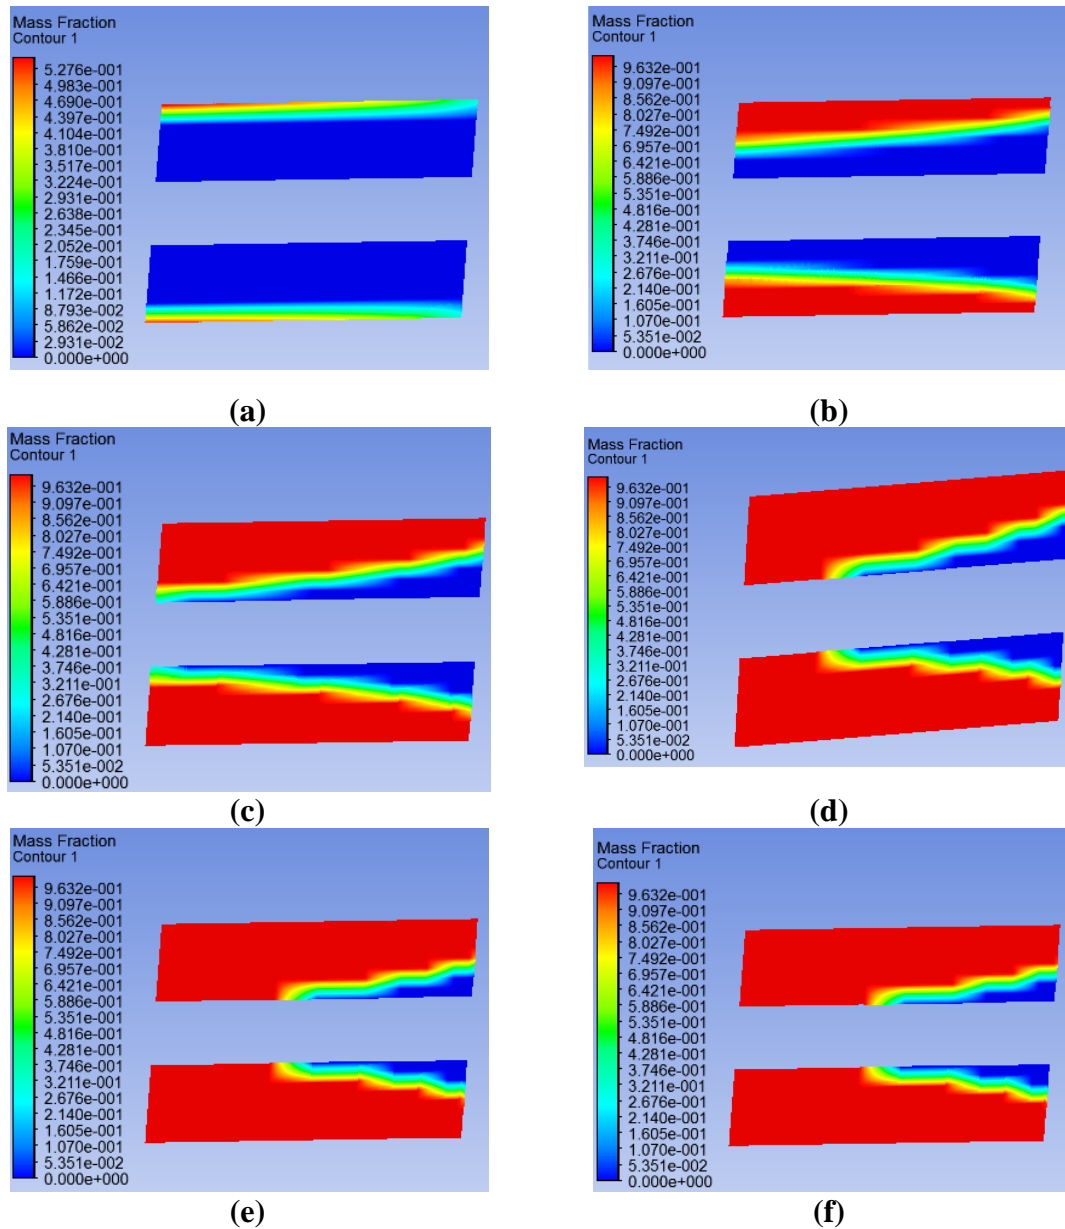 Mass Fraction
Contour 1
5.276e-001
4.983e-001
4.690e-001
4.397e-001
4.104e-001
3.810e-001
3.517e-001
3.224e-001
2.931e-001
2.638e-001
2.345e-001
2.052e-001
1.759e-001
1.466e-001
1.172e-001
8.793e-002
5.862e-002
2.931e-002
0.000e+000
(a)
Mass Fraction
Contour 1
9.632e-001
9.097e-001
8.562e-001
8.027e-001
7.492e-001
6.957e-001
6.421e-001
5.886e-001
5.351e-001
4.816e-001
4.281e-001
3.746e-001
3.211e-001
2.676e-001
2.140e-001
1.605e-001
1.070e-001
5.351e-002
0.000e+000
(b)
Mass Fraction
Contour 1
9.632e-001
9.097e-001
8.562e-001
8.027e-001
7.492e-001
6.957e-001
6.421e-001
5.886e-001
5.351e-001
4.816e-001
4.281e-001
3.746e-001
3.211e-001
2.676e-001
2.140e-001
1.605e-001
1.070e-001
5.351e-002
0.000e+000
(c)
Mass Fraction
Contour 1
9.632e-001
9.097e-001
8.562e-001
8.027e-001
7.492e-001
6.957e-001
6.421e-001
5.886e-001
5.351e-001
4.816e-001
4.281e-001
3.746e-001
3.211e-001
2.676e-001
2.140e-001
1.605e-001
1.070e-001
5.351e-002
0.000e+000
(d)
Mass Fraction
Contour 1
9.632e-001
9.097e-001
8.562e-001
8.027e-001
7.492e-001
6.957e-001
6.421e-001
5.886e-001
5.351e-001
4.816e-001
4.281e-001
3.746e-001
3.211e-001
2.676e-001
2.140e-001
1.605e-001
1.070e-001
5.351e-002
0.000e+000
(e)
Mass Fraction
Contour 1
9.632e-001
9.097e-001
8.562e-001
8.027e-001
7.492e-001
6.957e-001
6.421e-001
5.886e-001
5.351e-001
4.816e-001
4.281e-001
3.746e-001
3.211e-001
2.676e-001
2.140e-001
1.605e-001
1.070e-001
5.351e-002
0.000e+000
(f)